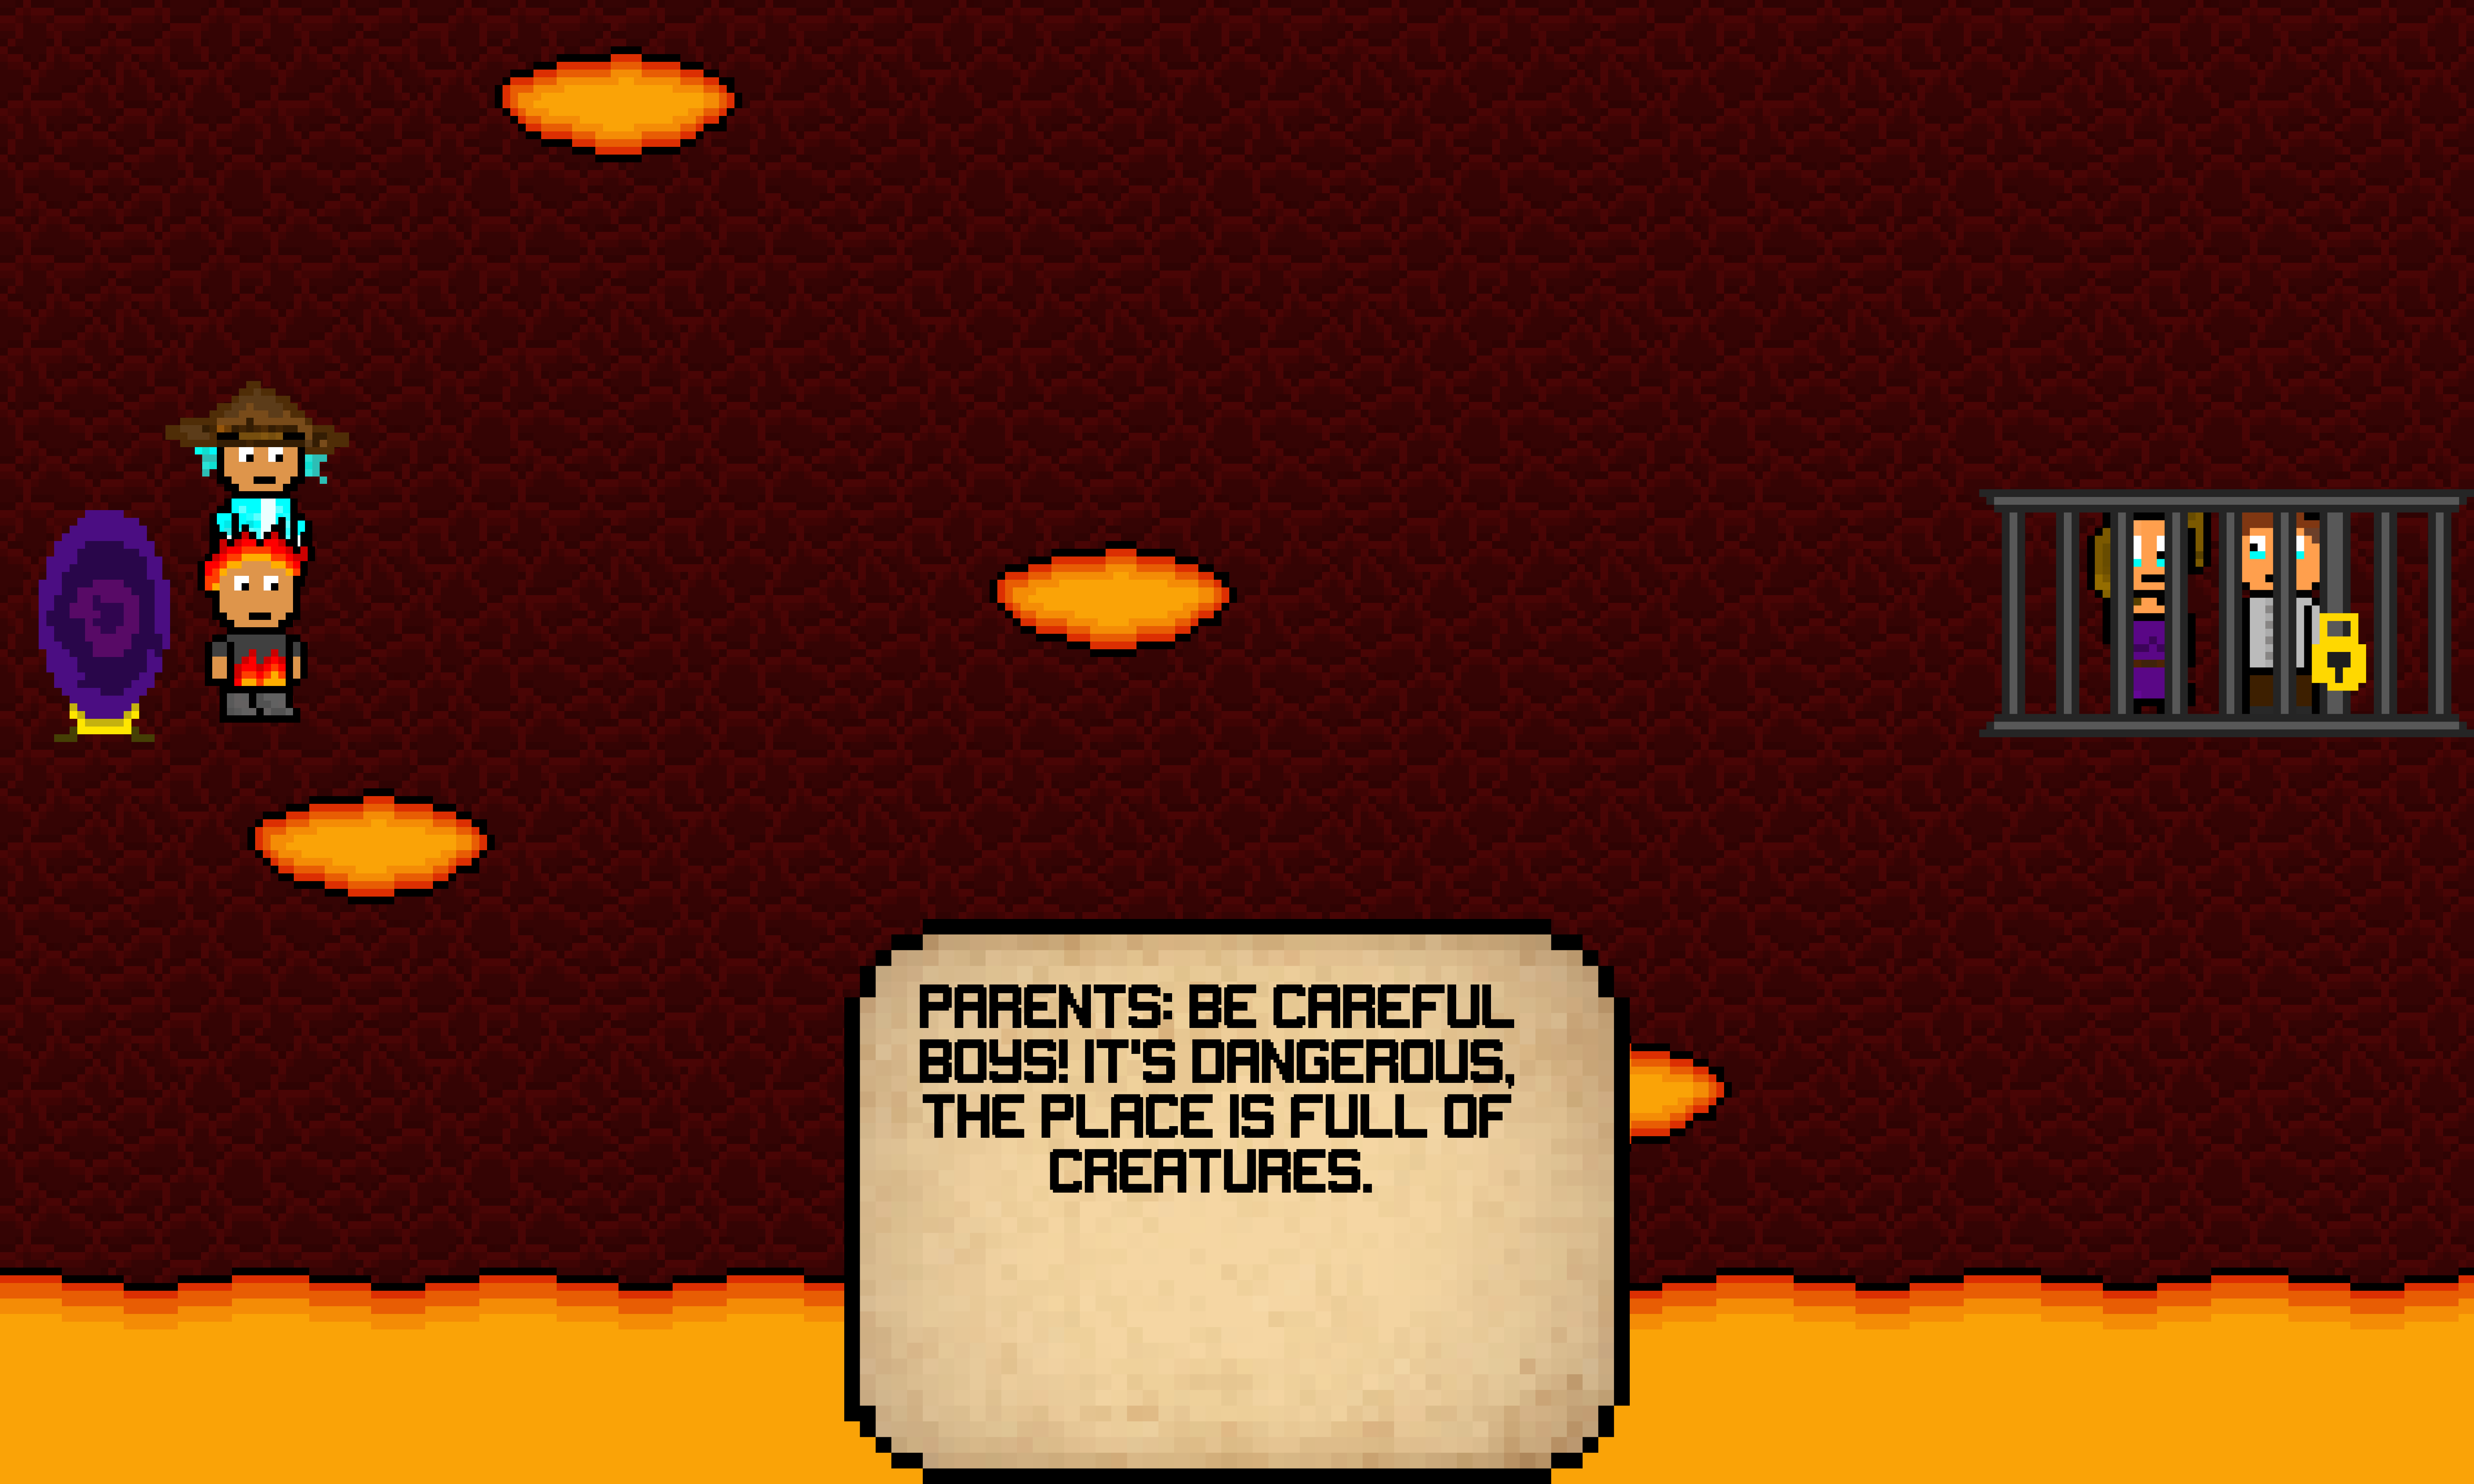 PARENTS: BE CAREFUL
BOYS! IT'S DANGEROUS,
THE PLACE IS FULL OF
CREATURES.